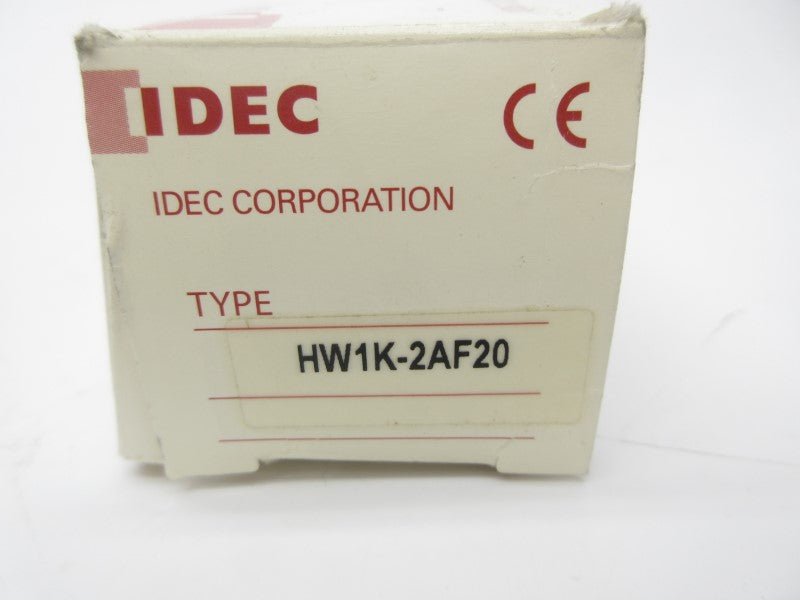 IDEC CE
IDEC CORPORATION
TYPE
HW1K-2AF20